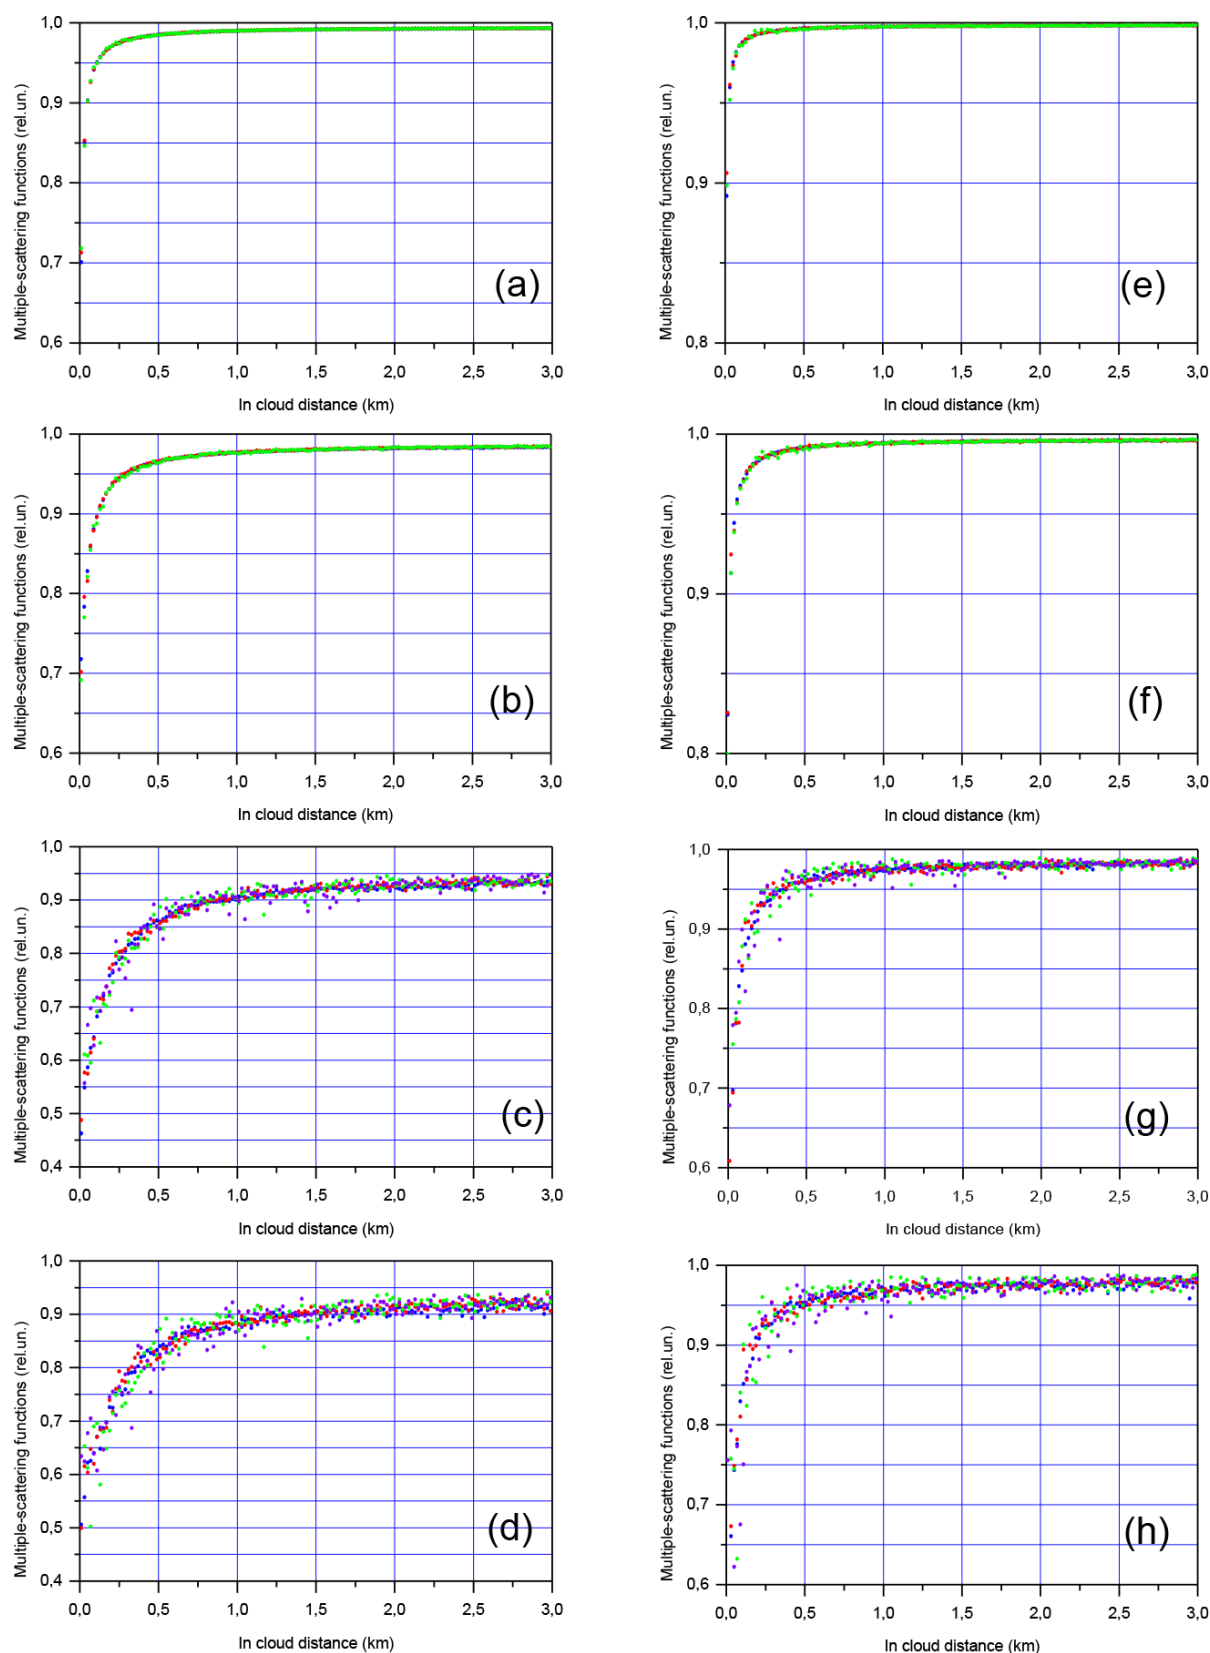 Multiple-scattering functions (rel.un.)
1,0
0,9
0,8
0,7
0,6
(a)
0,0 0,5 1,0 1,5 2,0 2,5 3,0
In cloud distance (km)
Multiple-scattering functions (rel.un.)
1,0
0,9
0,8
(e)
0,0 0,5 1,0 1,5 2,0 2,5 3,0
In cloud distance (km)
Multiple-scattering functions (rel.un.)
1,0
0,9
0,8
0,7
0,6
(b)
0,0 0,5 1,0 1,5 2,0 2,5 3,0
In cloud distance (km)
Multiple-scattering functions (rel.un.)
1,0
0,9
0,8
(f)
0,0 0,5 1,0 1,5 2,0 2,5 3,0
In cloud distance (km)
Multiple-scattering functions (rel.un.)
1,0
0,9
0,8
0,7
0,6
0,5
0,4
(c)
0,0 0,5 1,0 1,5 2,0 2,5 3,0
In cloud distance (km)
Multiple-scattering functions (rel.un.)
1,0
0,9
0,8
0,7
0,6
(g)
0,0 0,5 1,0 1,5 2,0 2,5 3,0
In cloud distance (km)
Multiple-scattering functions (rel.un.)
1,0
0,9
0,8
0,7
0,6
0,5
0,4
(d)
0,0 0,5 1,0 1,5 2,0 2,5 3,0
In cloud distance (km)
Multiple-scattering functions (rel.un.)
1,0
0,9
0,8
0,7
0,6
(h)
0,0 0,5 1,0 1,5 2,0 2,5 3,0
In cloud distance (km)